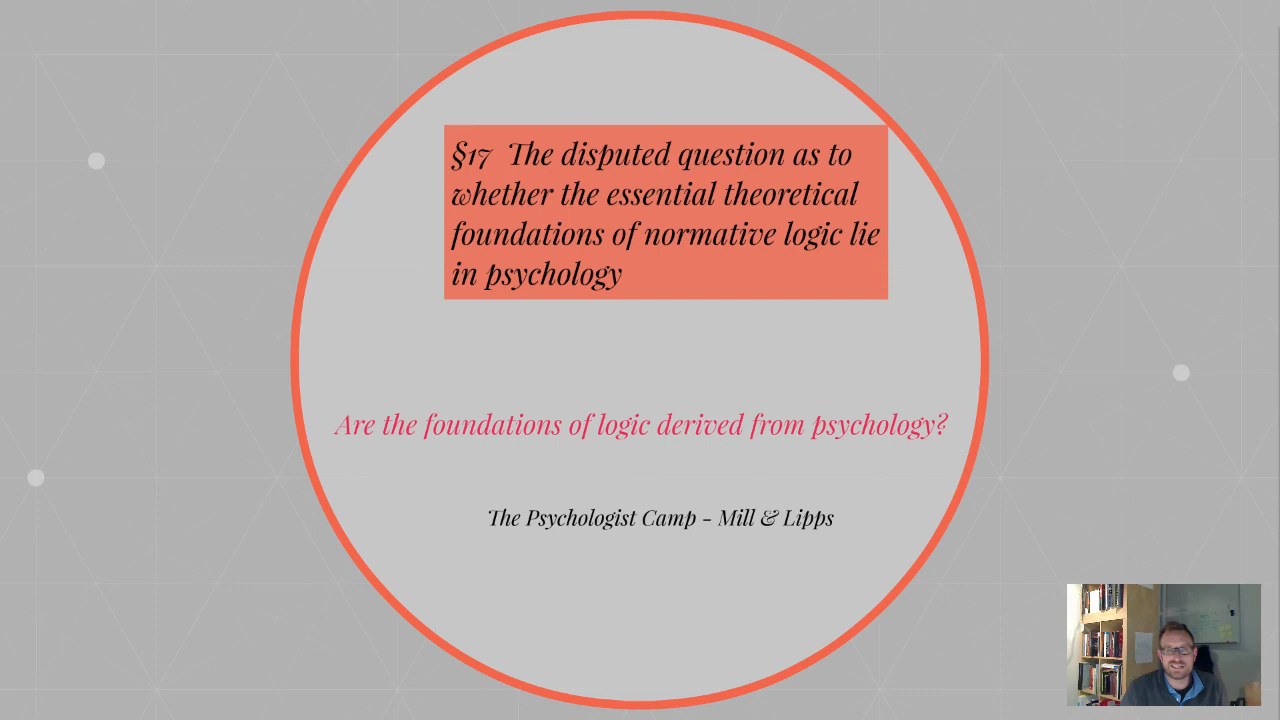 §17 The disputed question as to
whether the essential theoretical
foundations of normative logic lie
in psychology
Are the foundations of logic derived from psychology?
The Psychologist Camp - Mill & Lipps